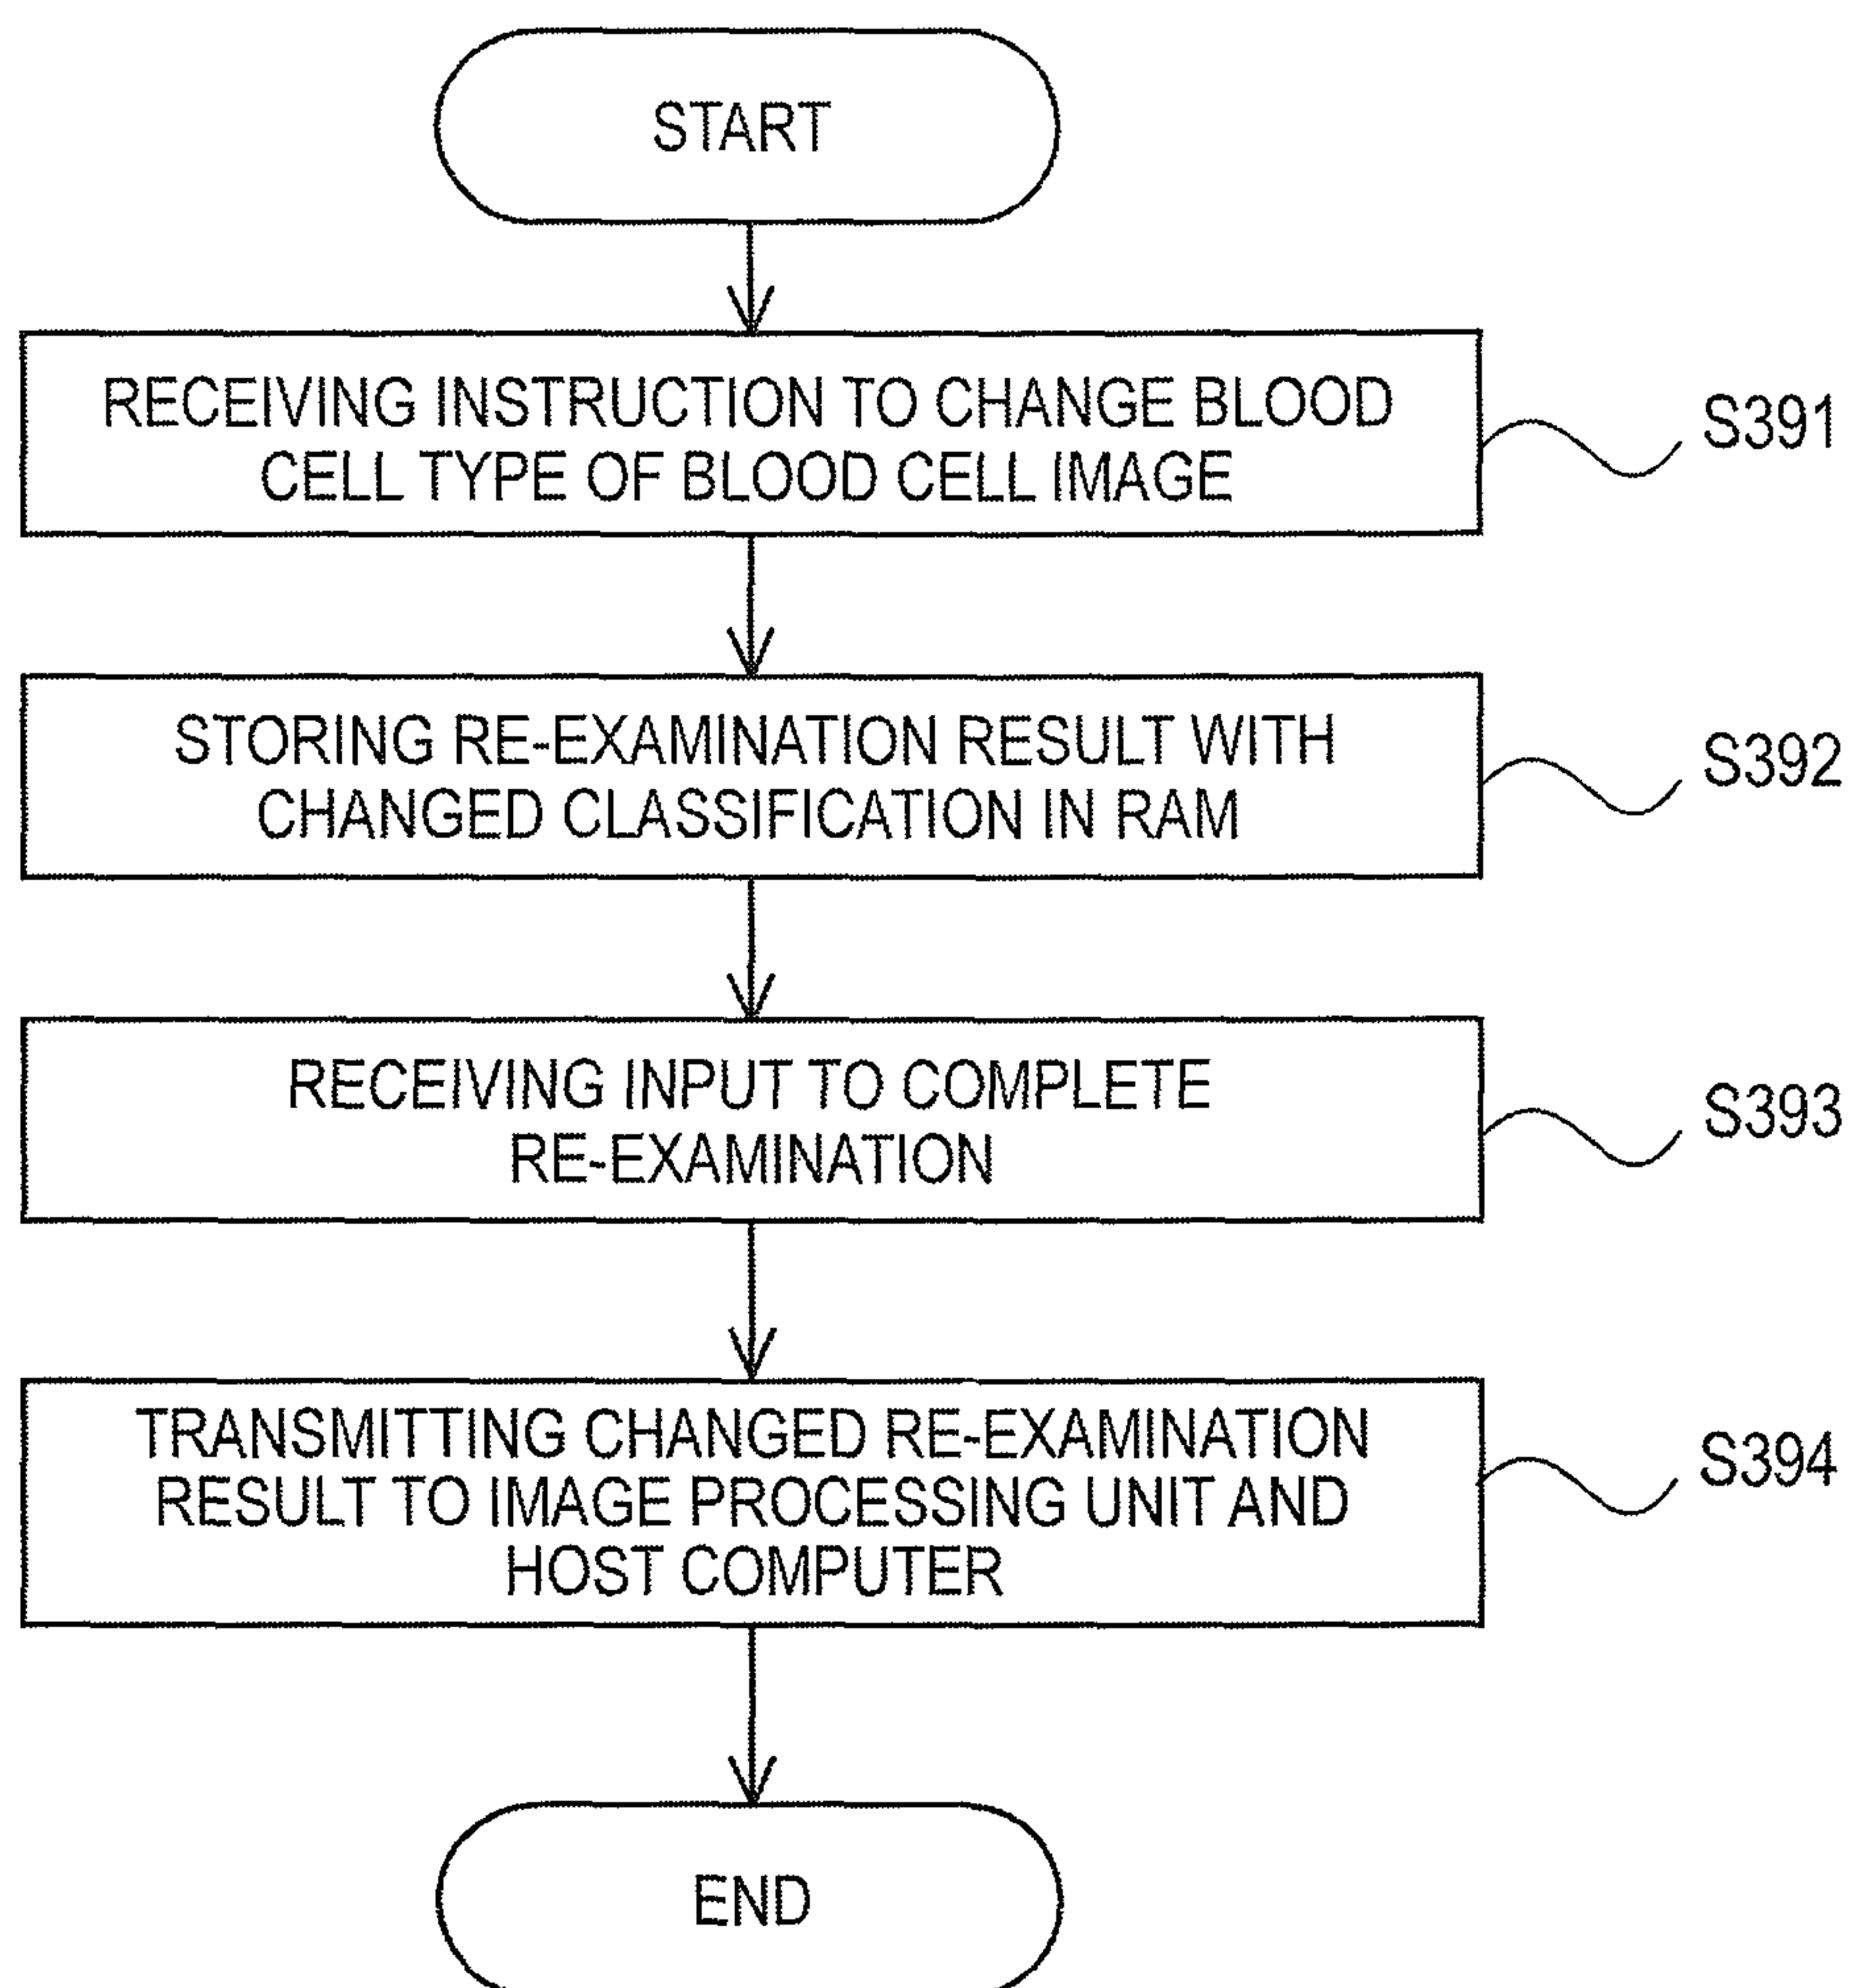 START
RECEIVING INSTRUCTION TO CHANGE BLOOD
CELL TYPE OF BLOOD CELL IMAGE
S391
STORING RE-EXAMINATION RESULT WITH
CHANGED CLASSIFICATION IN RAM
S392
RECEIVING INPUT TO COMPLETE
RE-EXAMINATION
S393
TRANSMITTING CHANGED RE-EXAMINATION
RESULT TO IMAGE PROCESSING UNIT AND
HOST COMPUTER
S394
END